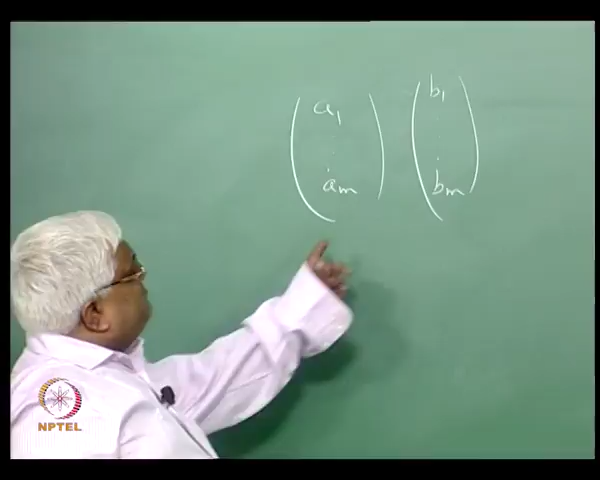 ( a₁ ) ( b₁ )
⋮ ⋮
( aₘ ) ( bₘ )
NPTEL